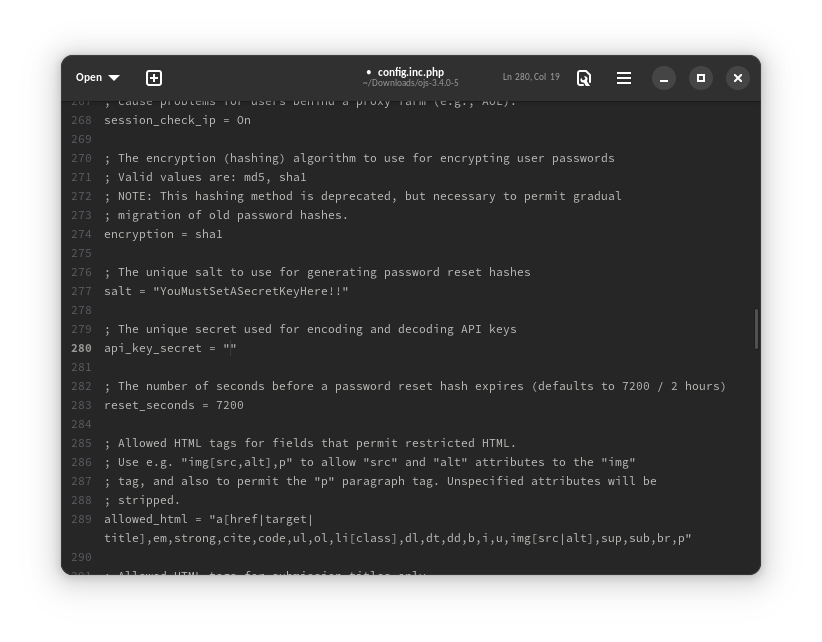 Open
• config.inc.php
~/Downloads/ojs-3.4.0-5
Ln 280, Col 19
267 ; cause problems for users behind a proxy farm (e.g., AOL).
268 session_check_ip = On
269
270 ; The encryption (hashing) algorithm to use for encrypting user passwords
271 ; Valid values are: md5, sha1
272 ; NOTE: This hashing method is deprecated, but necessary to permit gradual
273 ; migration of old password hashes.
274 encryption = sha1
275
276 ; The unique salt to use for generating password reset hashes
277 salt = "YouMustSetASecretKeyHere!!"
278
279 ; The unique secret used for encoding and decoding API keys
280 api_key_secret = ""
281
282 ; The number of seconds before a password reset hash expires (defaults to 7200 / 2 hours)
283 reset_seconds = 7200
284
285 ; Allowed HTML tags for fields that permit restricted HTML.
286 ; Use e.g. "img[src,alt],p" to allow "src" and "alt" attributes to the "img"
287 ; tag, and also to permit the "p" paragraph tag. Unspecified attributes will be
288 ; stripped.
289 allowed_html = "a[href|target|
title],em,strong,cite,code,ul,ol,li[class],dl,dt,dd,b,i,u,img[src|alt],sup,sub,br,p"
290
291 ; Allowed HTML tags for submission titles only